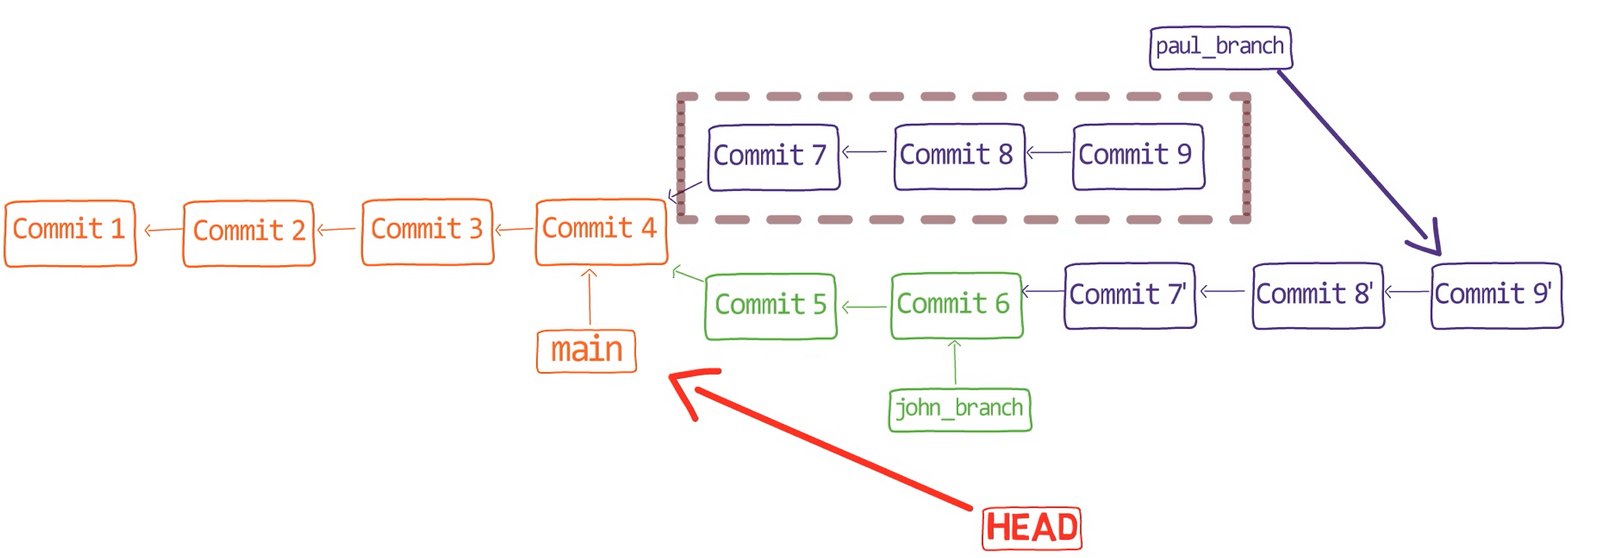 paul_branch
Commit 7
Commit 8
Commit 9
Commit 1
Commit 2
Commit 3
Commit 4
Commit 5
Commit 6
Commit 7'
Commit 8'
Commit 9'
main
john_branch
HEAD